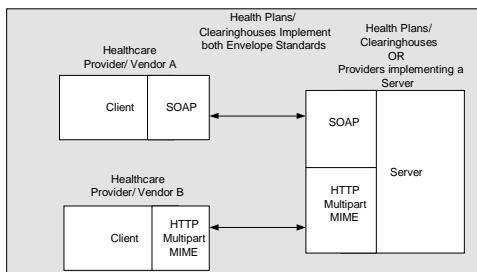 Health Plans/
Clearinghouses Implement
both Envelope Standards
Health Plans/
Clearinghouses
OR
Providers implementing a
Server
Healthcare
Provider/ Vendor A
Client
SOAP
SOAP
Server
HTTP
Multipart
MIME
Healthcare
Provider/ Vendor B
Client
HTTP
Multipart
MIME